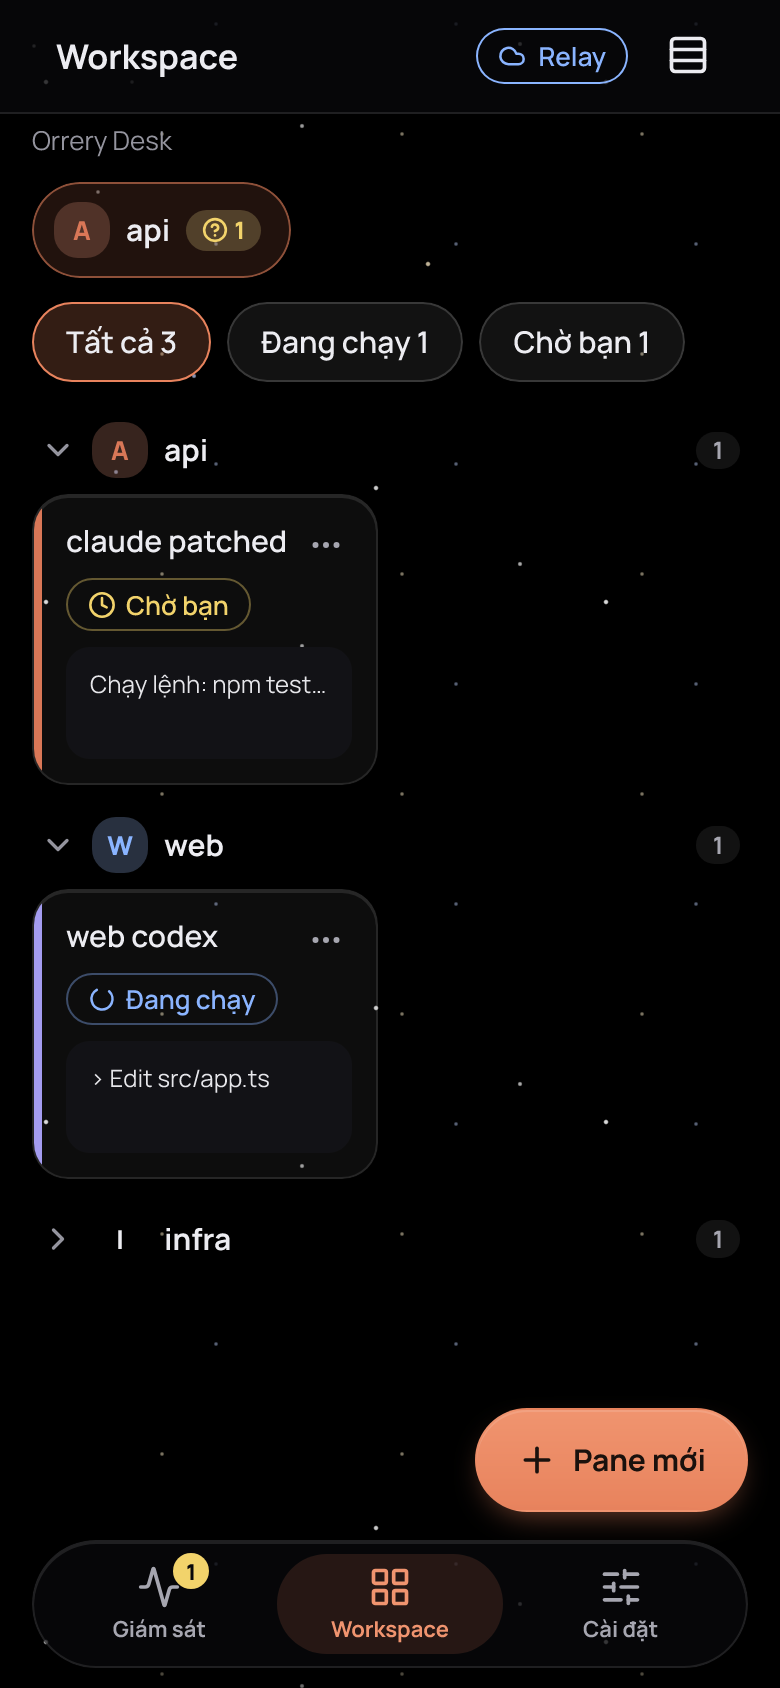 Workspace
Relay
Orrery Desk
A api 1
Tất cả 3
Đang chạy 1
Chờ bạn 1
A api 1
claude patched
Chờ bạn
Chạy lệnh: npm test...
W web 1
web codex
Đang chạy
› Edit src/app.ts
I infra 1
Pane mới
1
Giám sát
Workspace
Cài đặt